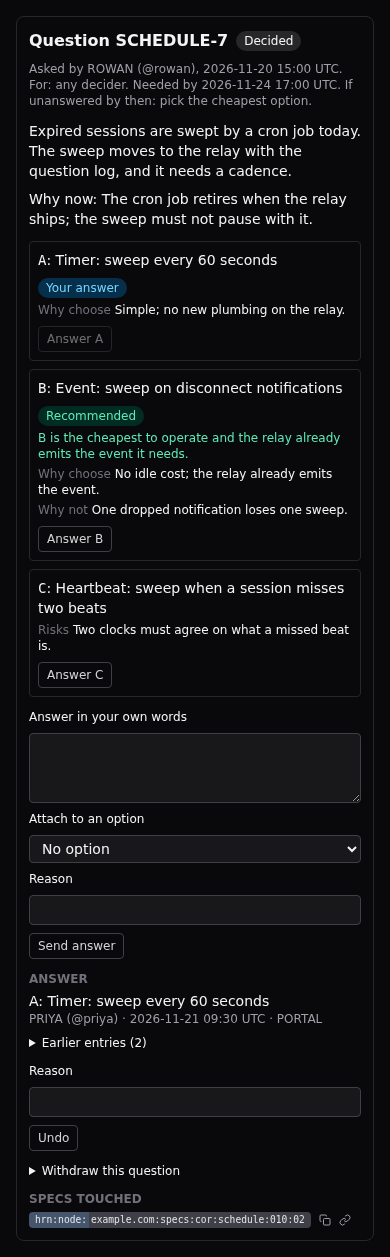 Question SCHEDULE-7 Decided
Asked by ROWAN (@rowan), 2026-11-20 15:00 UTC.
For: any decider. Needed by 2026-11-24 17:00 UTC. If
unanswered by then: pick the cheapest option.
Expired sessions are swept by a cron job today.
The sweep moves to the relay with the
question log, and it needs a cadence.
Why now: The cron job retires when the relay
ships; the sweep must not pause with it.
A: Timer: sweep every 60 seconds
Your answer
Why choose Simple; no new plumbing on the relay.
Answer A
B: Event: sweep on disconnect notifications
Recommended
B is the cheapest to operate and the relay already
emits the event it needs.
Why choose No idle cost; the relay already emits
the event.
Why not One dropped notification loses one sweep.
Answer B
C: Heartbeat: sweep when a session misses
two beats
Risks Two clocks must agree on what a missed beat
is.
Answer C
Answer in your own words
Attach to an option
No option
Reason
Send answer
ANSWER
A: Timer: sweep every 60 seconds
PRIYA (@priya) · 2026-11-21 09:30 UTC · PORTAL
Earlier entries (2)
Reason
Undo
Withdraw this question
SPECS TOUCHED
hrn:node: example.com:specs:cor:schedule:010:02